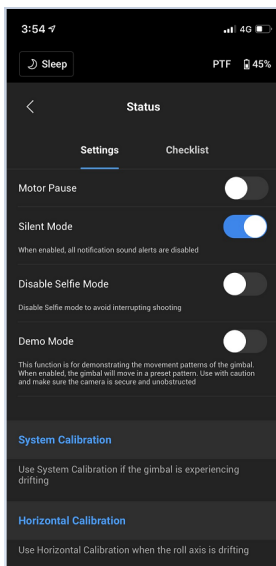 3:54
4G
Sleep
PTF 45%
Status
Settings Checklist
Motor Pause
Silent Mode
When enabled, all notification sound alerts are disabled
Disable Selfie Mode
Disable Selfie mode to avoid interrupting shooting
Demo Mode
This function is for demonstrating the movement patterns of the gimbal.
When enabled, the gimbal will move in a preset pattern. Use with caution
and make sure the camera is secure and unobstructed
System Calibration
Use System Calibration if the gimbal is experiencing
drifting
Horizontal Calibration
Use Horizontal Calibration when the roll axis is drifting